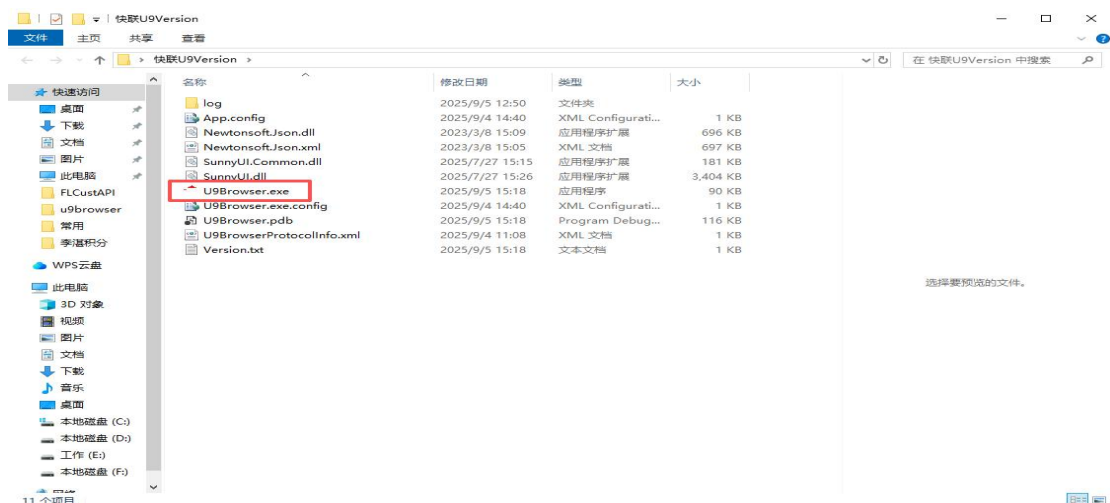 快联U9Version
文件 主页 共享 查看
快联U9Version
在 快联U9Version 中搜索
名称 修改日期 类型 大小
log 2025/9/5 12:50 文件夹
App.config 2025/9/4 14:40 XML Configurati... 1 KB
Newtonsoft.Json.dll 2023/3/8 15:09 应用程序扩展 696 KB
Newtonsoft.Json.xml 2023/3/8 15:05 XML 文档 697 KB
SunnyUI.Common.dll 2025/7/27 15:15 应用程序扩展 181 KB
SunnyUI.dll 2025/7/27 15:26 应用程序扩展 3,404 KB
U9Browser.exe 2025/9/5 15:18 应用程序 90 KB
U9Browser.exe.config 2025/9/4 14:40 XML Configurati... 1 KB
U9Browser.pdb 2025/9/5 15:18 Program Debug... 116 KB
U9BrowserProtocolInfo.xml 2025/9/4 11:08 XML 文档 1 KB
Version.txt 2025/9/5 15:18 文本文档 1 KB
快速访问
桌面
下载
文档
图片
此电脑
FLCustAPI
u9browser
常用
李湛积分
WPS云盘
此电脑
3D 对象
视频
图片
文档
下载
音乐
桌面
本地磁盘 (C:)
本地磁盘 (D:)
工作 (E:)
本地磁盘 (F:)
网络
11 个项目
选择要预览的文件。